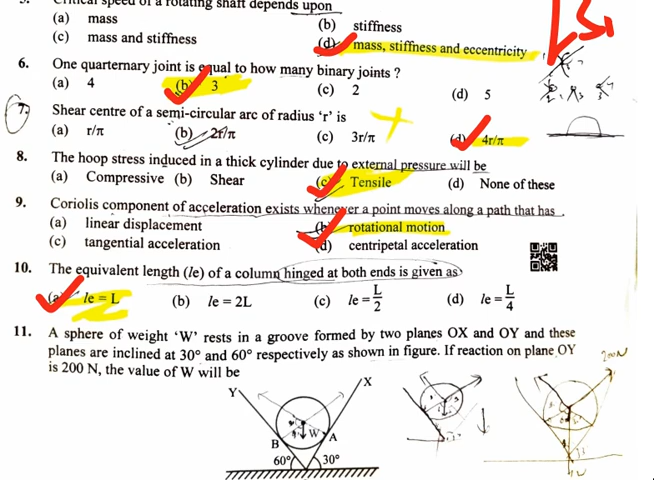 Critical speed of a rotating shaft depends upon
(a) mass (b) stiffness
(c) mass and stiffness (d) mass, stiffness and eccentricity
6. One quarternary joint is equal to how many binary joints ?
(a) 4 (b) 3 (c) 2 (d) 5
7. Shear centre of a semi-circular arc of radius ‘r’ is
(a) r/π (b) 2r/π (c) 3r/π (d) 4r/π
8. The hoop stress induced in a thick cylinder due to external pressure will be
(a) Compressive (b) Shear (c) Tensile (d) None of these
9. Coriolis component of acceleration exists whenever a point moves along a path that has
(a) linear displacement (b) rotational motion
(c) tangential acceleration (d) centripetal acceleration
10. The equivalent length (le) of a column hinged at both ends is given as
(a) le = L (b) le = 2L (c) le = L/2 (d) le = L/4
11. A sphere of weight ‘W’ rests in a groove formed by two planes OX and OY and these
planes are inclined at 30° and 60° respectively as shown in figure. If reaction on plane OY
is 200 N, the value of W will be
200N
Y X
W
B A
60° 30°